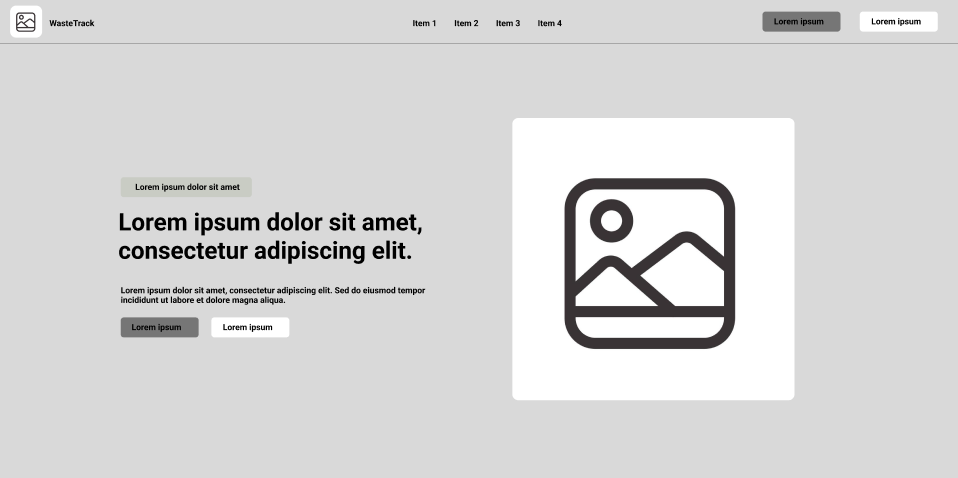 WasteTrack
Item 1
Item 2
Item 3
Item 4
Lorem ipsum
Lorem ipsum
Lorem ipsum dolor sit amet
Lorem ipsum dolor sit amet,
consectetur adipiscing elit.
Lorem ipsum dolor sit amet, consectetur adipiscing elit. Sed do eiusmod tempor
incididunt ut labore et dolore magna aliqua.
Lorem ipsum
Lorem ipsum